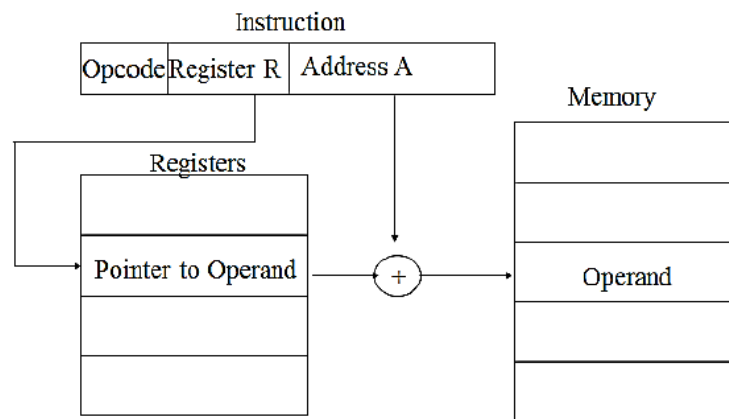 Instruction
Opcode Register R Address A
Memory
Registers
Pointer to Operand + Operand